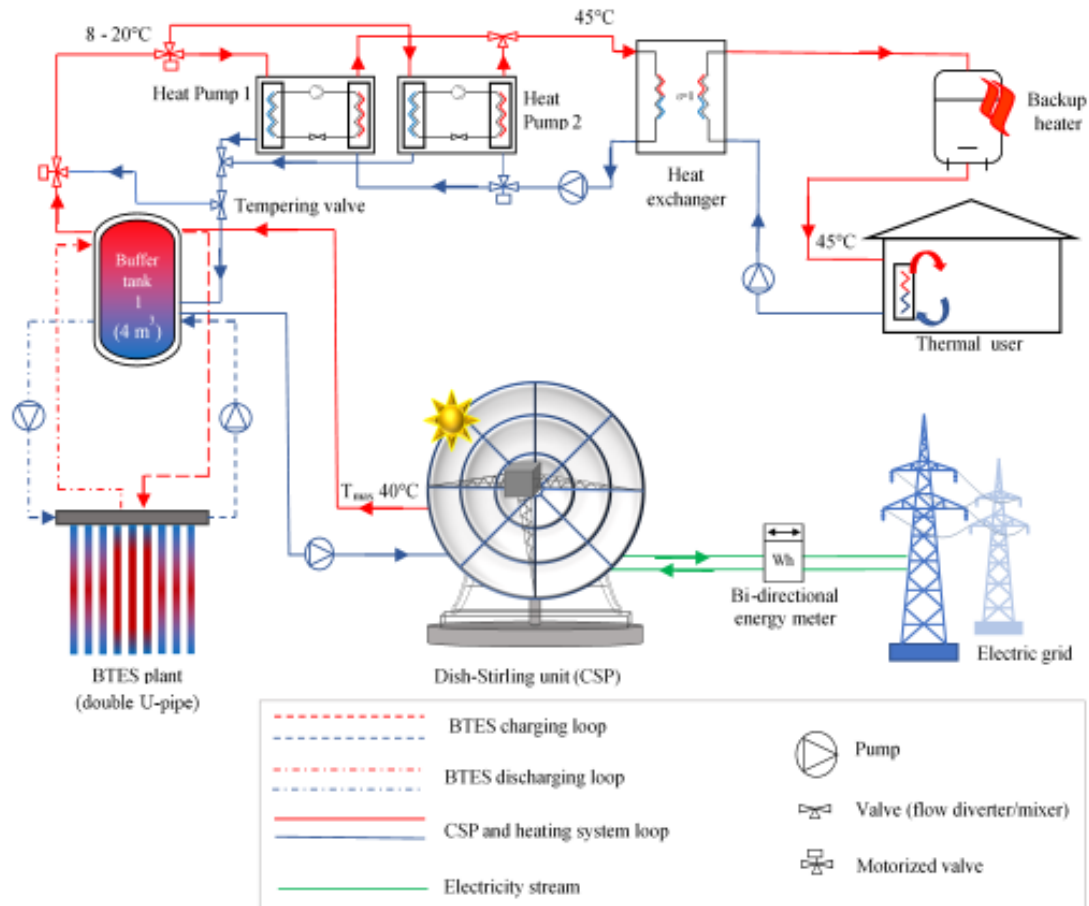 8 - 20°C
45°C
Heat Pump 1
Heat
Pump 2
Backup
heater
Heat
exchanger
Tempering valve
45°C
Buffer
tank
1
(4 m³)
Thermal user
Tmax 40°C
Wh
Bi-directional
energy meter
Electric grid
BTES plant
(double U-pipe)
Dish-Stirling unit (CSP)
BTES charging loop
Pump
BTES discharging loop
Valve (flow diverter/mixer)
CSP and heating system loop
Motorized valve
Electricity stream